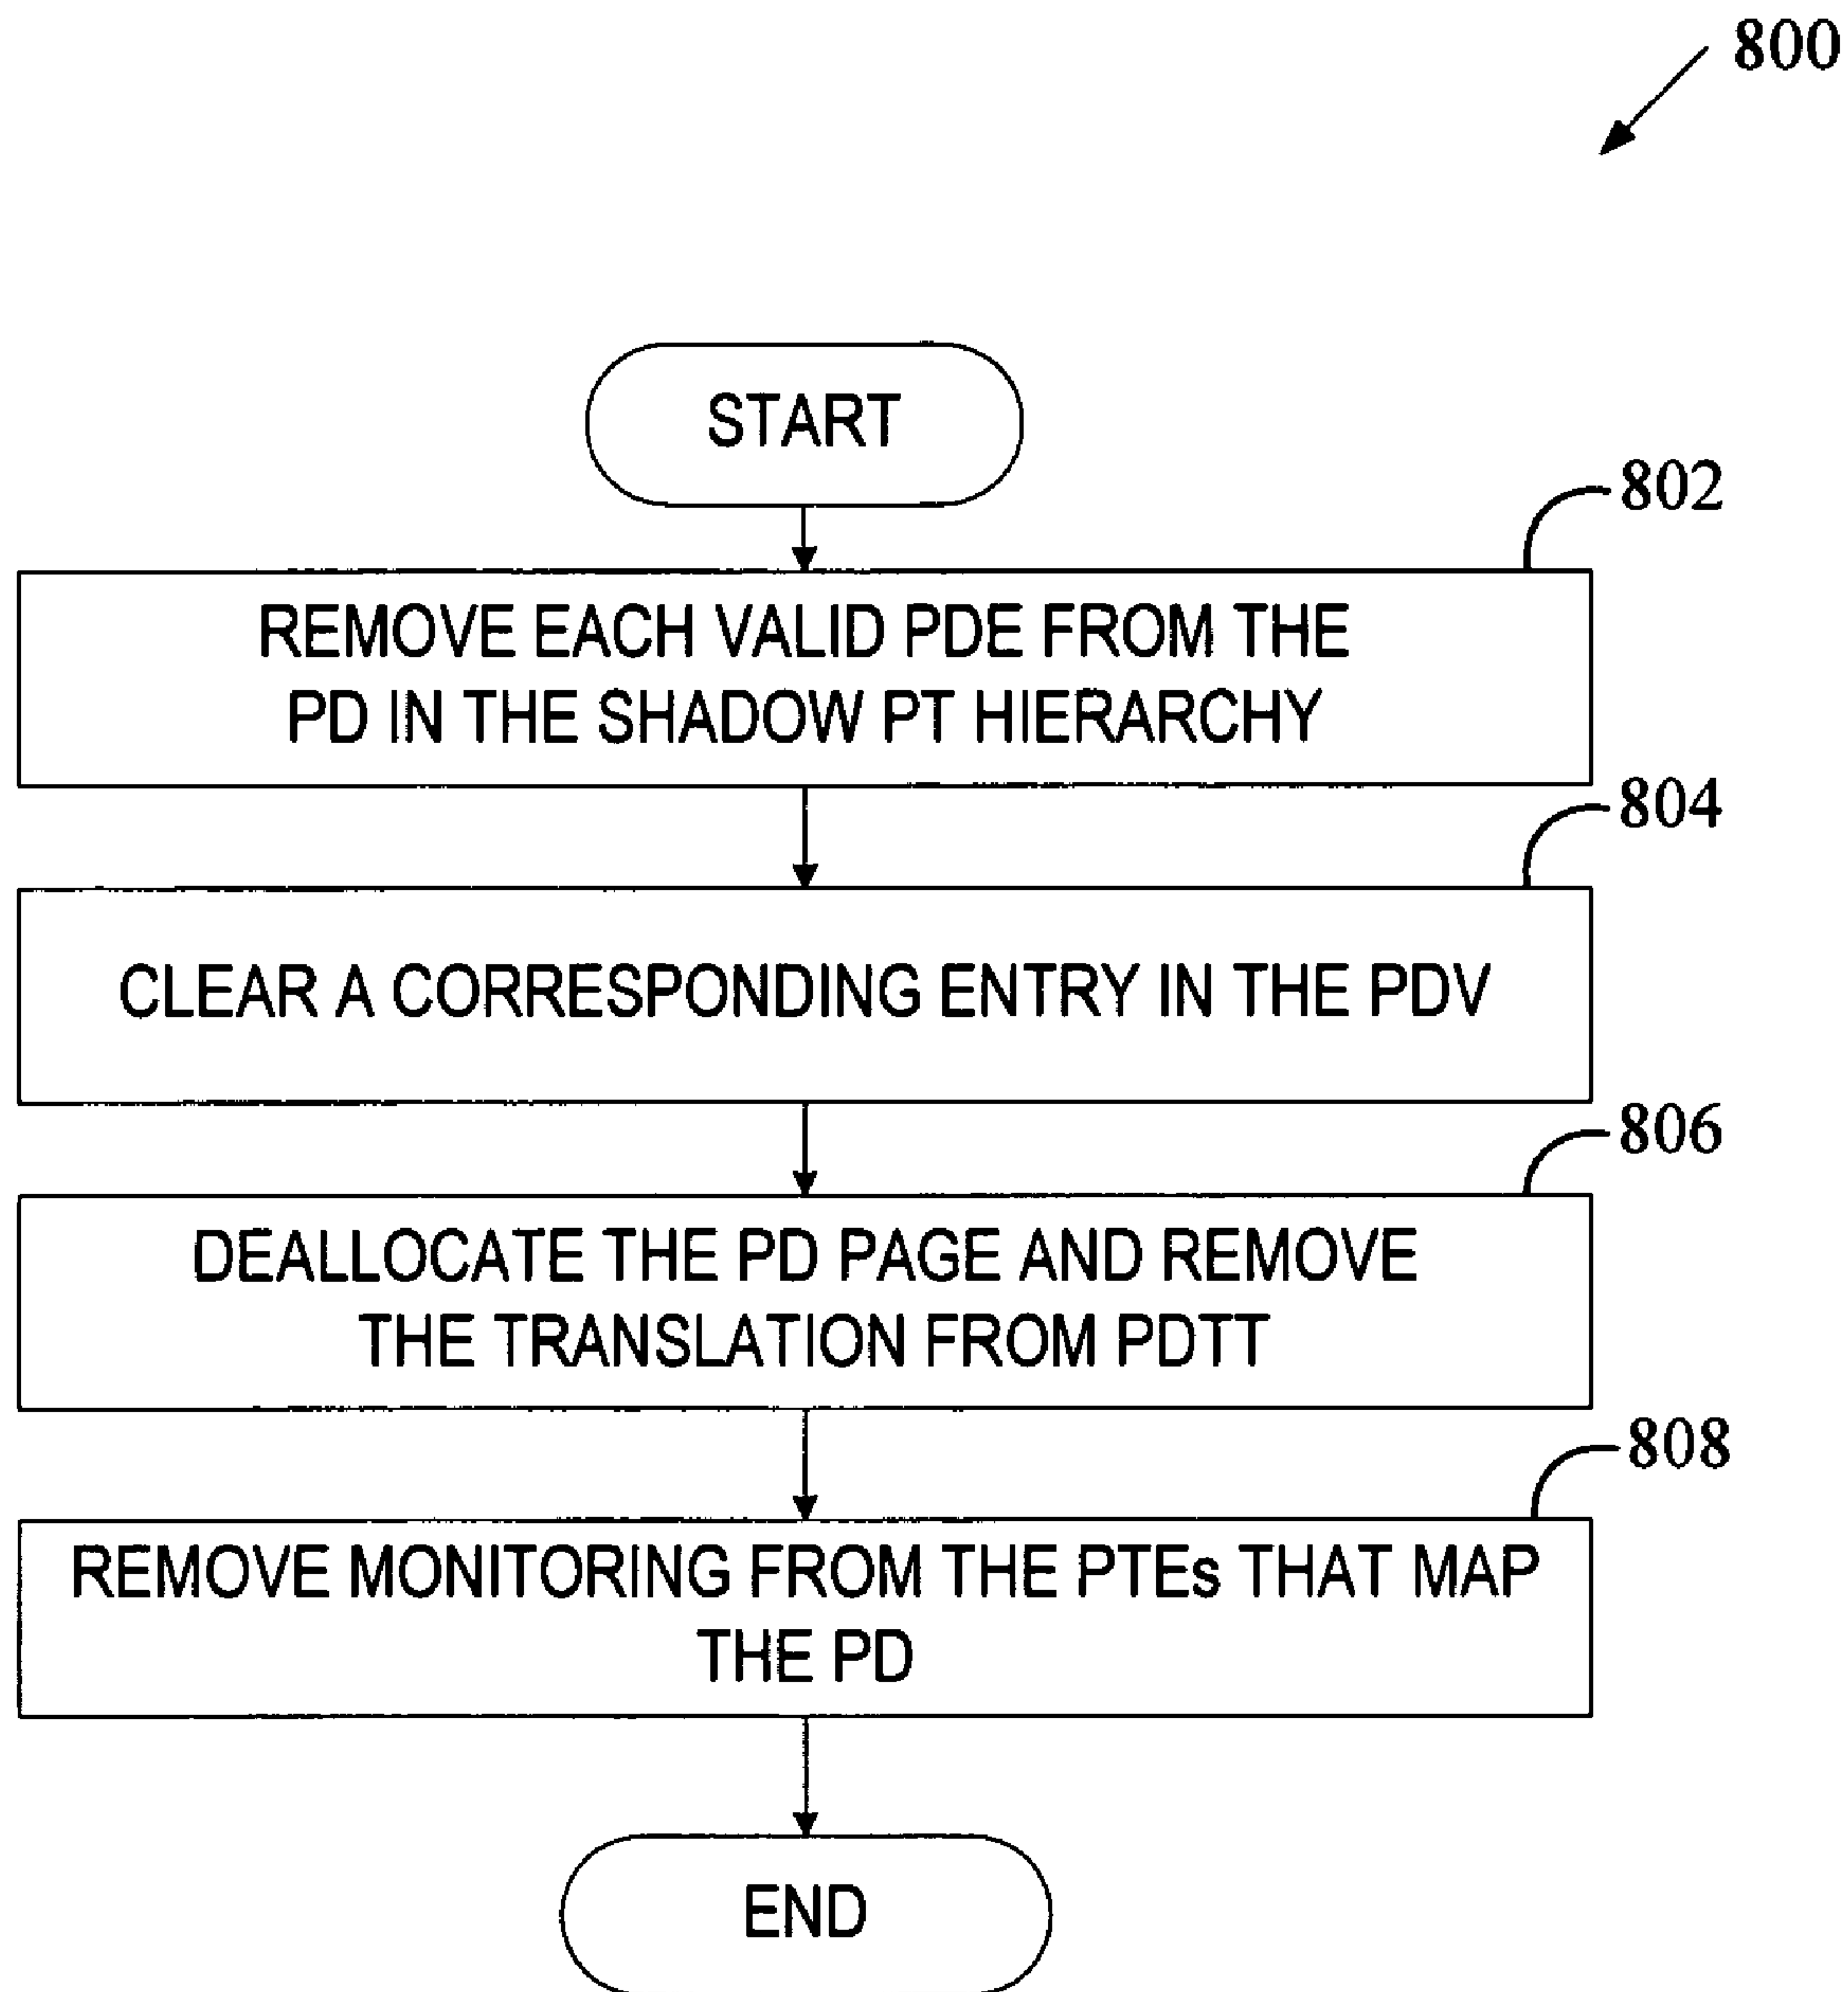 800
START
802
REMOVE EACH VALID PDE FROM THE
PD IN THE SHADOW PT HIERARCHY
804
CLEAR A CORRESPONDING ENTRY IN THE PDV
806
DEALLOCATE THE PD PAGE AND REMOVE
THE TRANSLATION FROM PDTT
808
REMOVE MONITORING FROM THE PTEs THAT MAP
THE PD
END